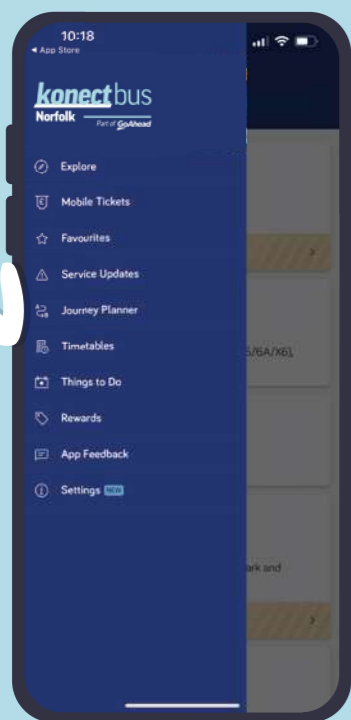 10:18
◀ App Store
konectbus
Norfolk
Part of GoAhead
Explore
Mobile Tickets
Favourites
Service Updates
Journey Planner
Timetables
5/6A/X6),
Things to Do
Rewards
App Feedback
Settings NEW
ark and